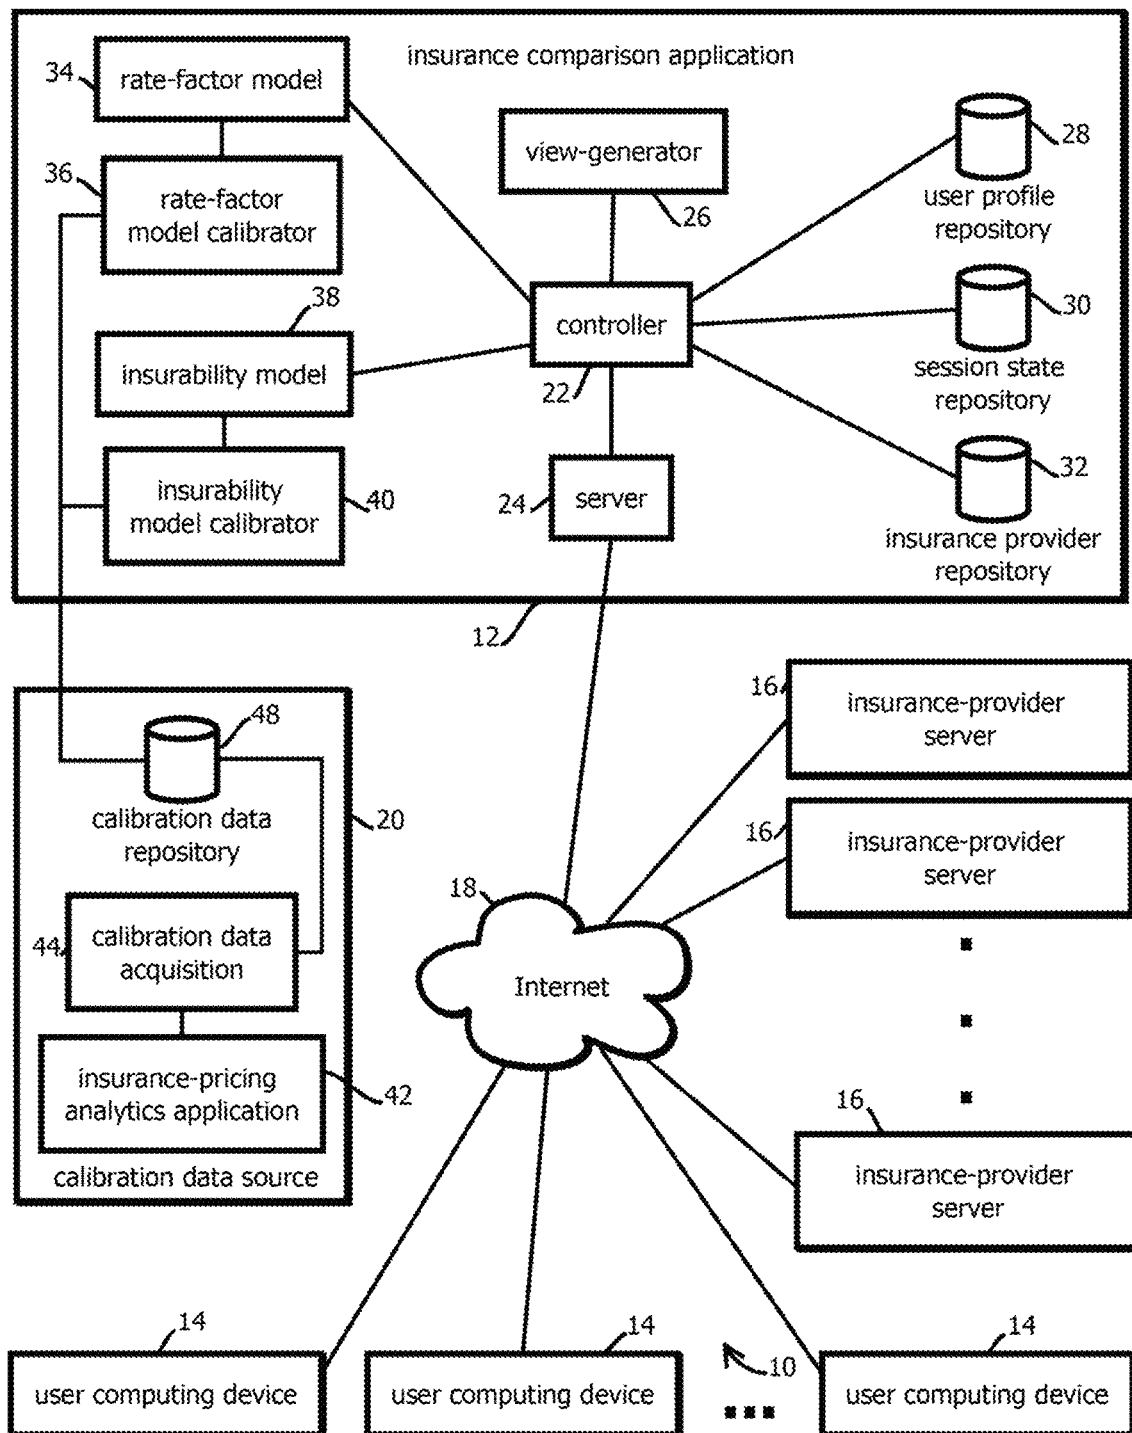 insurance comparison application
34
rate-factor model
36
rate-factor
model calibrator
view-generator
26
28
user profile
repository
38
insurability model
controller
22
30
session state
repository
insurability
model calibrator
40
24
server
32
insurance provider
repository
12
48
calibration data
repository
20
44
calibration data
acquisition
insurance-pricing
analytics application
42
calibration data source
18
Internet
16
insurance-provider
server
16
insurance-provider
server
16
insurance-provider
server
14
user computing device
14
user computing device
10
14
user computing device